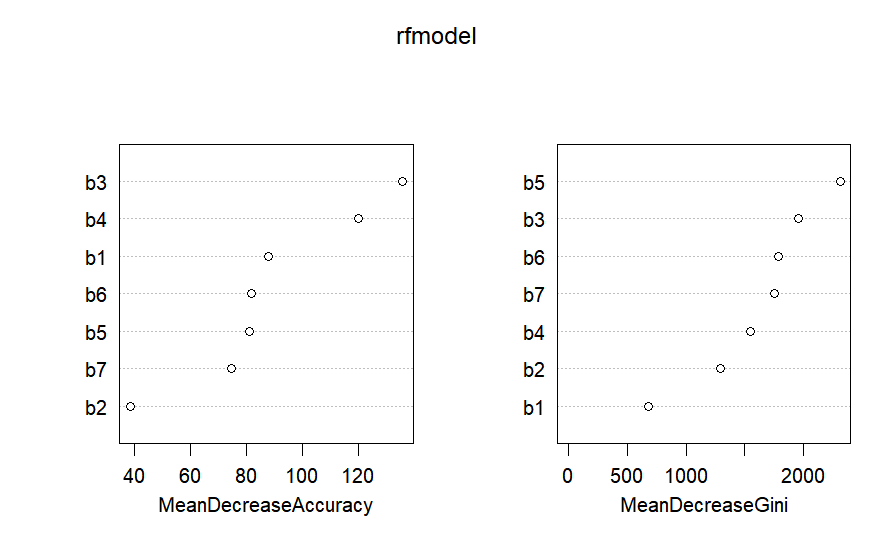 rfmodel
b3
b4
b1
b6
b5
b7
b2
40 60 80 100 120
MeanDecreaseAccuracy
b5
b3
b6
b7
b4
b2
b1
0 500 1000 2000
MeanDecreaseGini